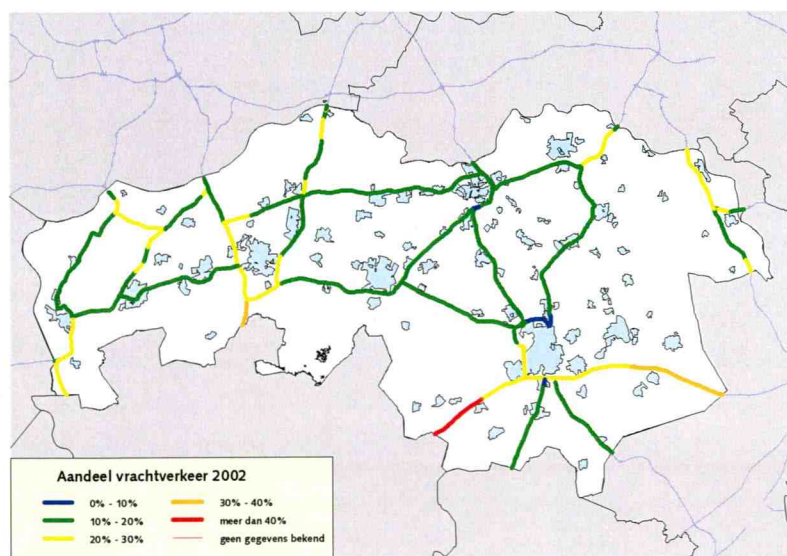 Aandeel vrachtverkeer 2002
0% - 10%
10% - 20%
20% - 30%
30% - 40%
meer dan 40%
geen gegevens bekend